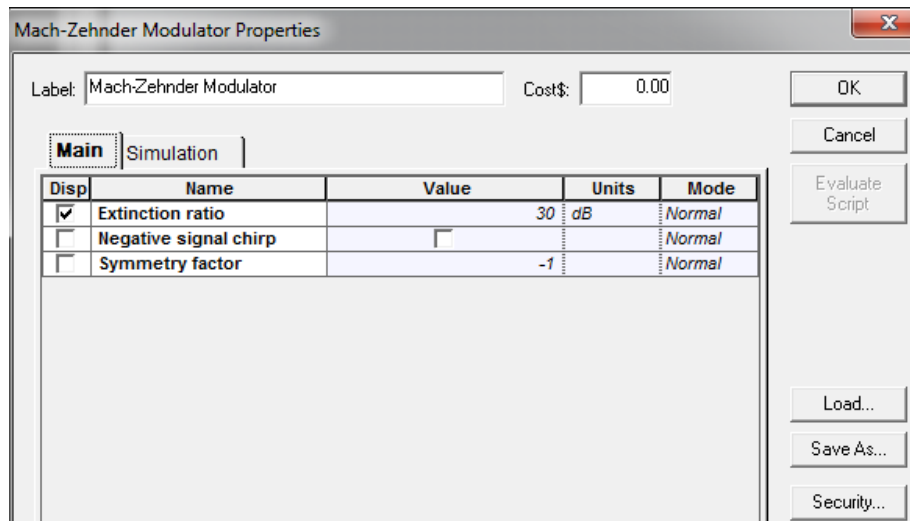 Mach-Zehnder Modulator Properties
Label: Mach-Zehnder Modulator Cost$: 0.00
OK
Cancel
Evaluate Script
Main Simulation
Disp Name Value Units Mode
Extinction ratio 30 dB Normal
Negative signal chirp Normal
Symmetry factor -1 Normal
Load...
Save As...
Security...